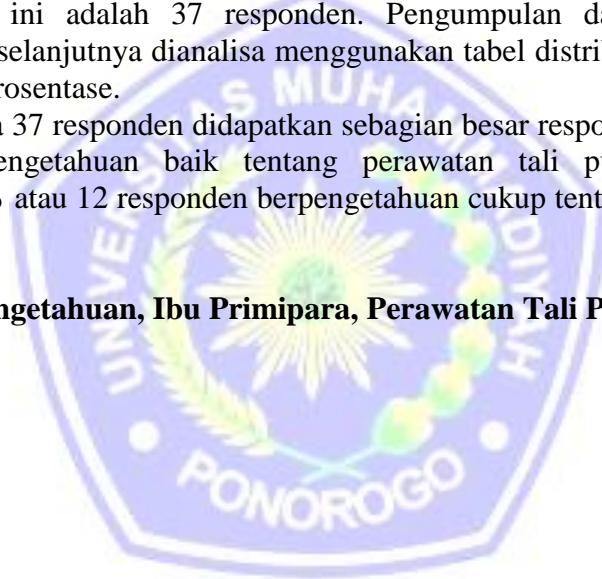 ini adalah 37 responden. Pengumpulan da
selanjutnya dianalisa menggunakan tabel distri
rosentase.
37 responden didapatkan sebagian besar respo
engetahuan baik tentang perawatan tali p
atau 12 responden berpengetahuan cukup tent
ngetahuan, Ibu Primipara, Perawatan Tali P
UNIVERSITAS MUHAMMADIYAH
PONOROGO